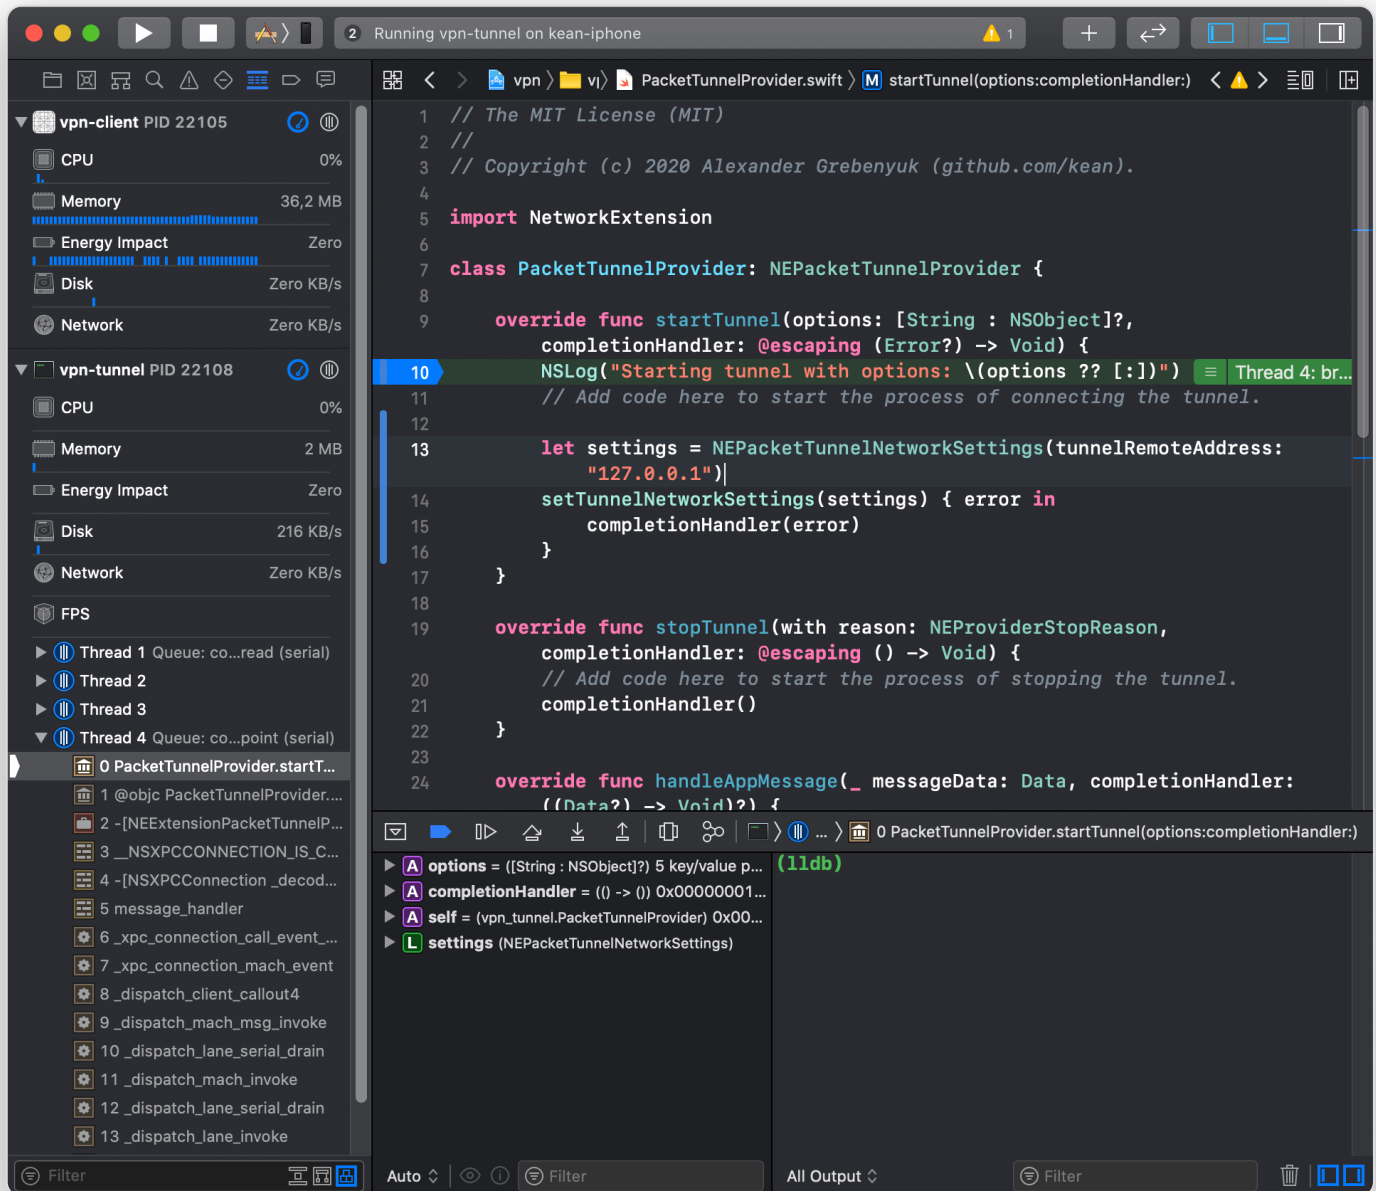 2 Running vpn-tunnel on kean-iphone 1
vpn PacketTunnelProvider.swift M startTunnel(options:completionHandler:)
vpn-client PID 22105
CPU 0%
Memory 36,2 MB
Energy Impact Zero
Disk Zero KB/s
Network Zero KB/s
vpn-tunnel PID 22108
CPU 0%
Memory 2 MB
Energy Impact Zero
Disk 216 KB/s
Network Zero KB/s
FPS
Thread 1 Queue: co...read (serial)
Thread 2
Thread 3
Thread 4 Queue: co...point (serial)
0 PacketTunnelProvider.startT...
1 @objc PacketTunnelProvider....
2 -[NEExtensionPacketTunnelP...
3 __NSXPCCONNECTION_IS_C...
4 -[NSXPCConnection _decod...
5 message_handler
6 _xpc_connection_call_event_...
7 _xpc_connection_mach_event
8 _dispatch_client_callout4
9 _dispatch_mach_msg_invoke
10 _dispatch_lane_serial_drain
11 _dispatch_mach_invoke
12 _dispatch_lane_serial_drain
13 _dispatch_lane_invoke
Filter
1 // The MIT License (MIT)
2 //
3 // Copyright (c) 2020 Alexander Grebenyuk (github.com/kean).
4
5 import NetworkExtension
6
7 class PacketTunnelProvider: NEPacketTunnelProvider {
8
9 override func startTunnel(options: [String : NSObject]?,
completionHandler: @escaping (Error?) -> Void) {
10 NSLog("Starting tunnel with options: \(options ?? [:])") Thread 4: br...
11 // Add code here to start the process of connecting the tunnel.
12
13 let settings = NEPacketTunnelNetworkSettings(tunnelRemoteAddress:
"127.0.0.1")
14 setTunnelNetworkSettings(settings) { error in
15 completionHandler(error)
16 }
17 }
18
19 override func stopTunnel(with reason: NEProviderStopReason,
completionHandler: @escaping () -> Void) {
20 // Add code here to start the process of stopping the tunnel.
21 completionHandler()
22 }
23
24 override func handleAppMessage(_ messageData: Data, completionHandler:
((Data?) -> Void)?) {
... 0 PacketTunnelProvider.startTunnel(options:completionHandler:)
A options = ([String : NSObject]?) 5 key/value p...
A completionHandler = (() -> ()) 0x00000001...
A self = (vpn_tunnel.PacketTunnelProvider) 0x00...
L settings (NEPacketTunnelNetworkSettings)
(lldb)
Auto Filter
All Output Filter